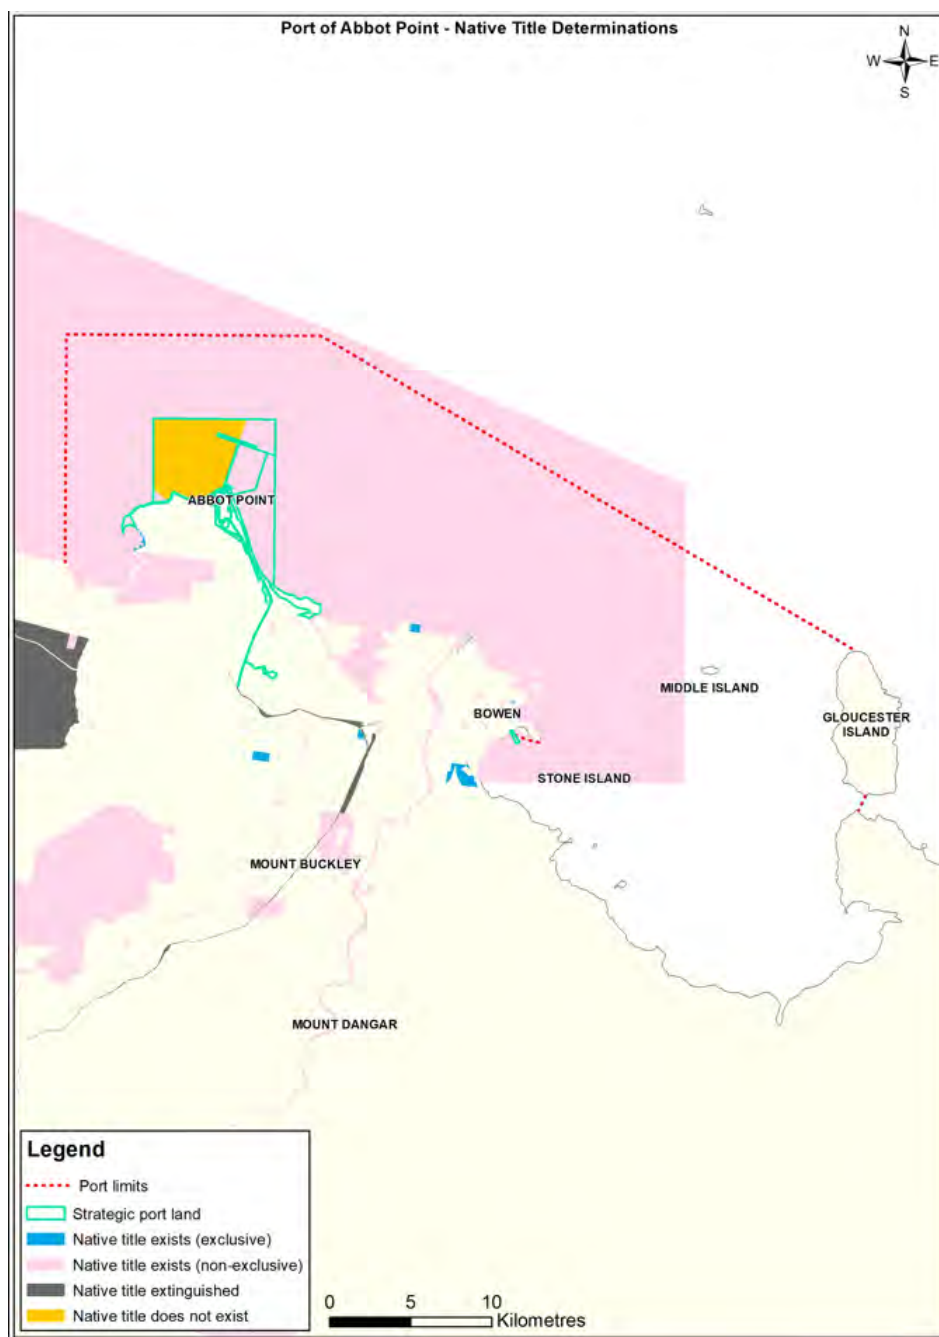 Port of Abbot Point - Native Title Determinations
N
W E
S
ABBOT POINT
BOWEN
MIDDLE ISLAND
GLOUCESTER
ISLAND
STONE ISLAND
MOUNT BUCKLEY
MOUNT DANGAR
Legend
Port limits
Strategic port land
Native title exists (exclusive)
Native title exists (non-exclusive)
Native title extinguished
Native title does not exist
0 5 10
Kilometres